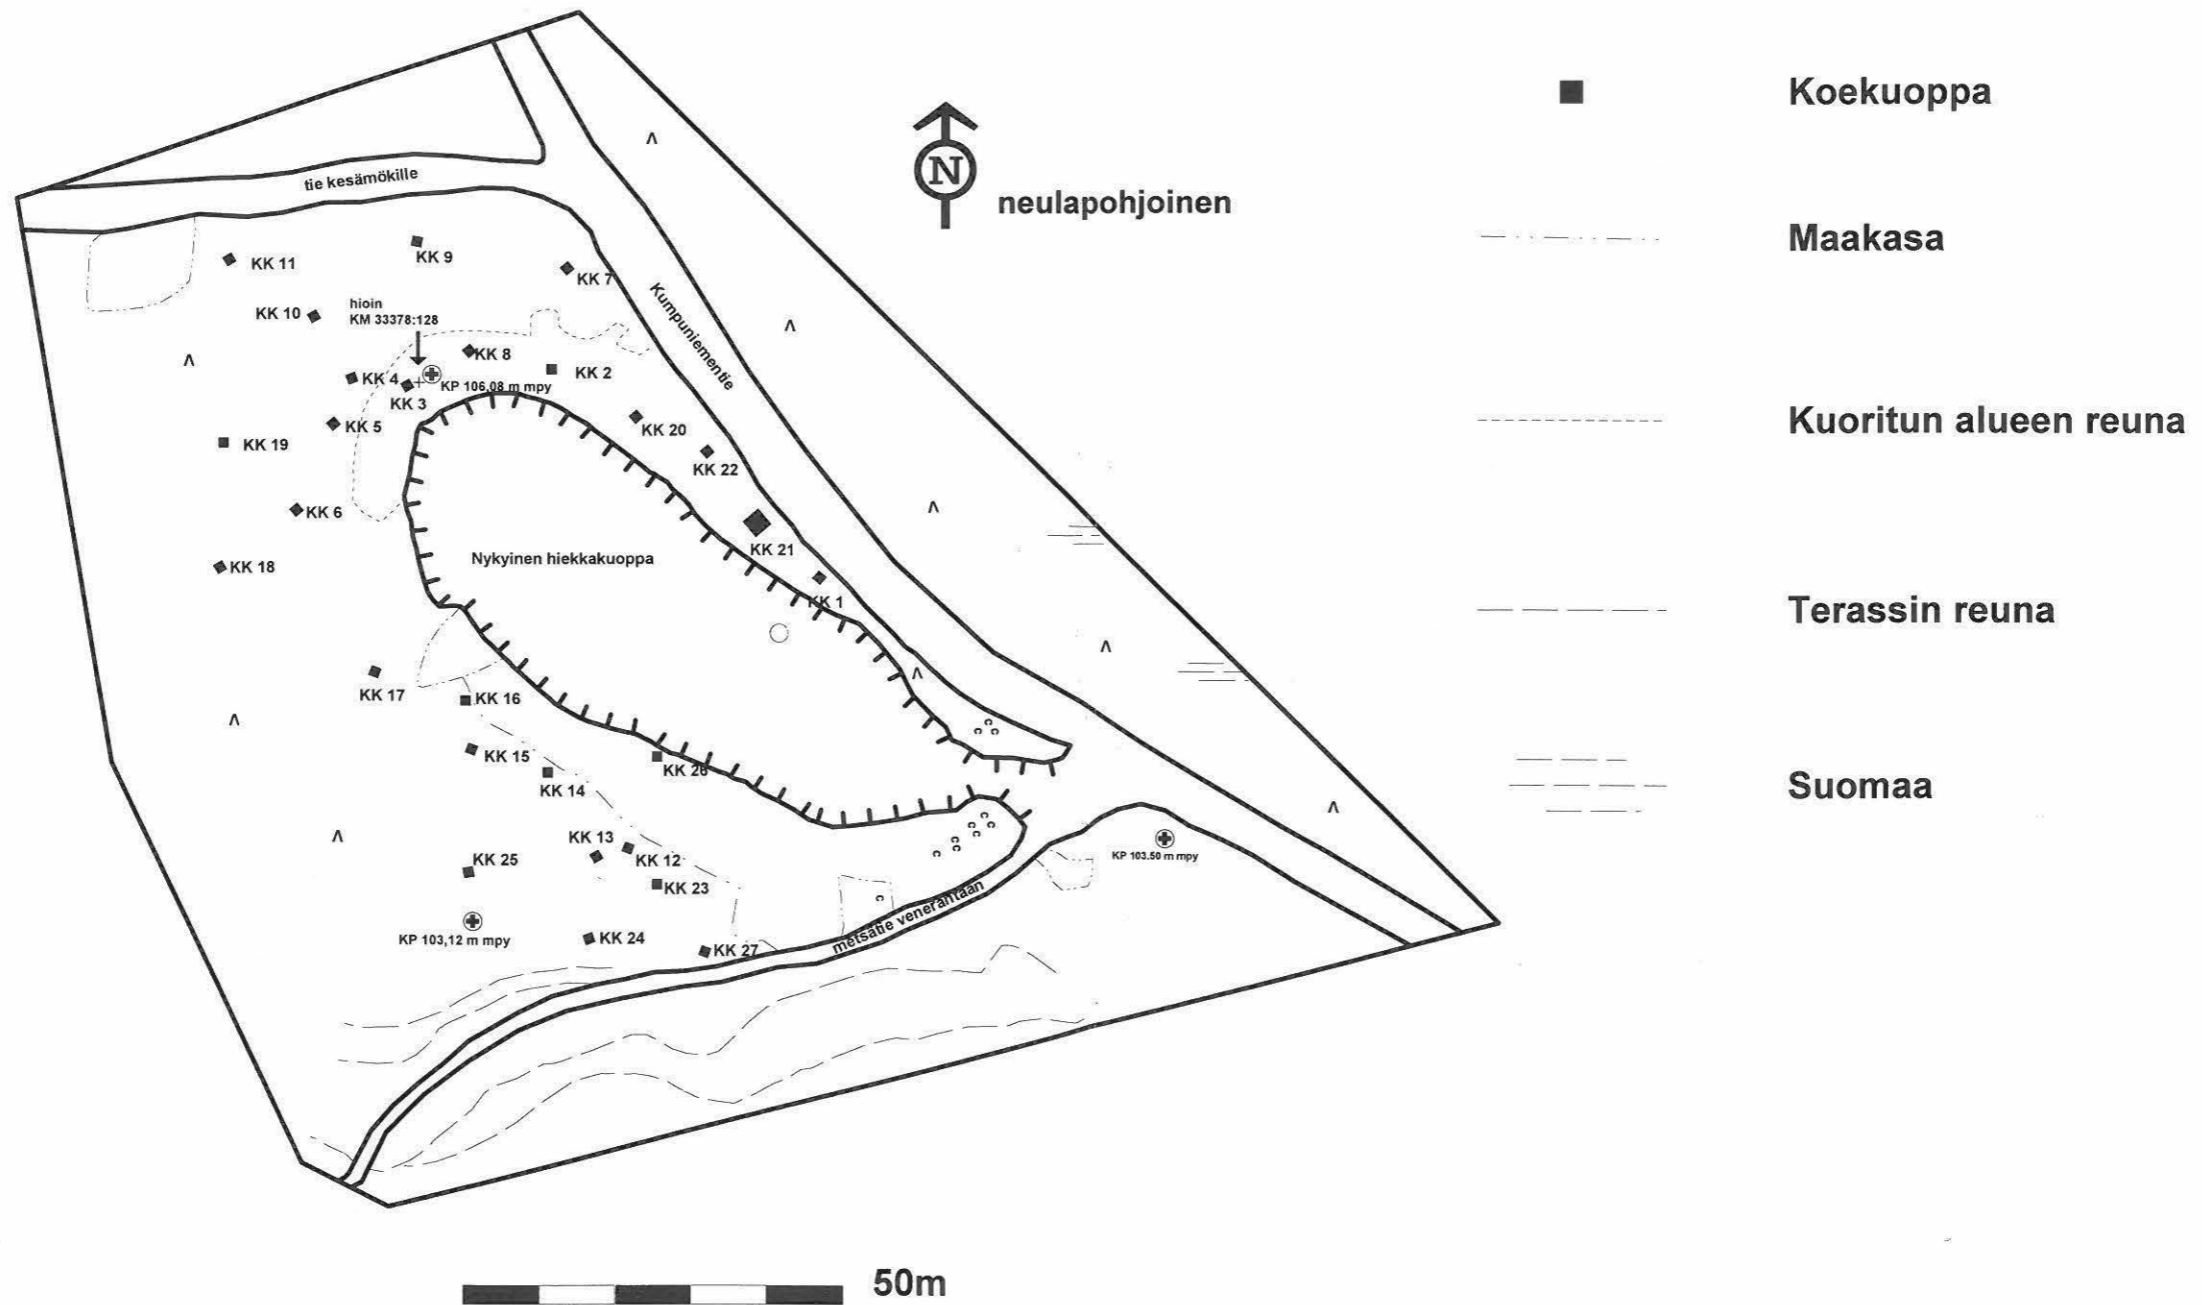 Koekuoppa
tie kesämökille
N
neulapohjoinen
Maakasa
KK 11
KK 9
KK 7
KK 10
hioin
KM 33378:128
Kumpuniementie
KK 8
KK 2
KK 4
KP 106,08 m mpy
KK 3
KK 5
KK 20
Kuoritun alueen reuna
KK 19
KK 22
KK 6
KK 21
Nykyinen hiekkakuoppa
KK 18
KK 1
Terassin reuna
KK 17
KK 16
KK 15
KK 26
KK 14
Suomaa
KK 13
KK 12
KK 25
KK 23
KP 103.50 m mpy
metsätie venerantaan
KP 103,12 m mpy
KK 24
KK 27
50m